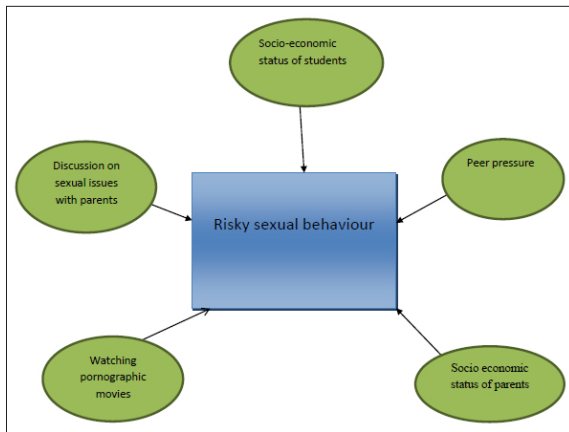 Socio-economic
status of students
Discussion on
sexual issues
with parents
Peer pressure
Risky sexual behaviour
Watching
pornographic
movies
Socio economic
status of parents